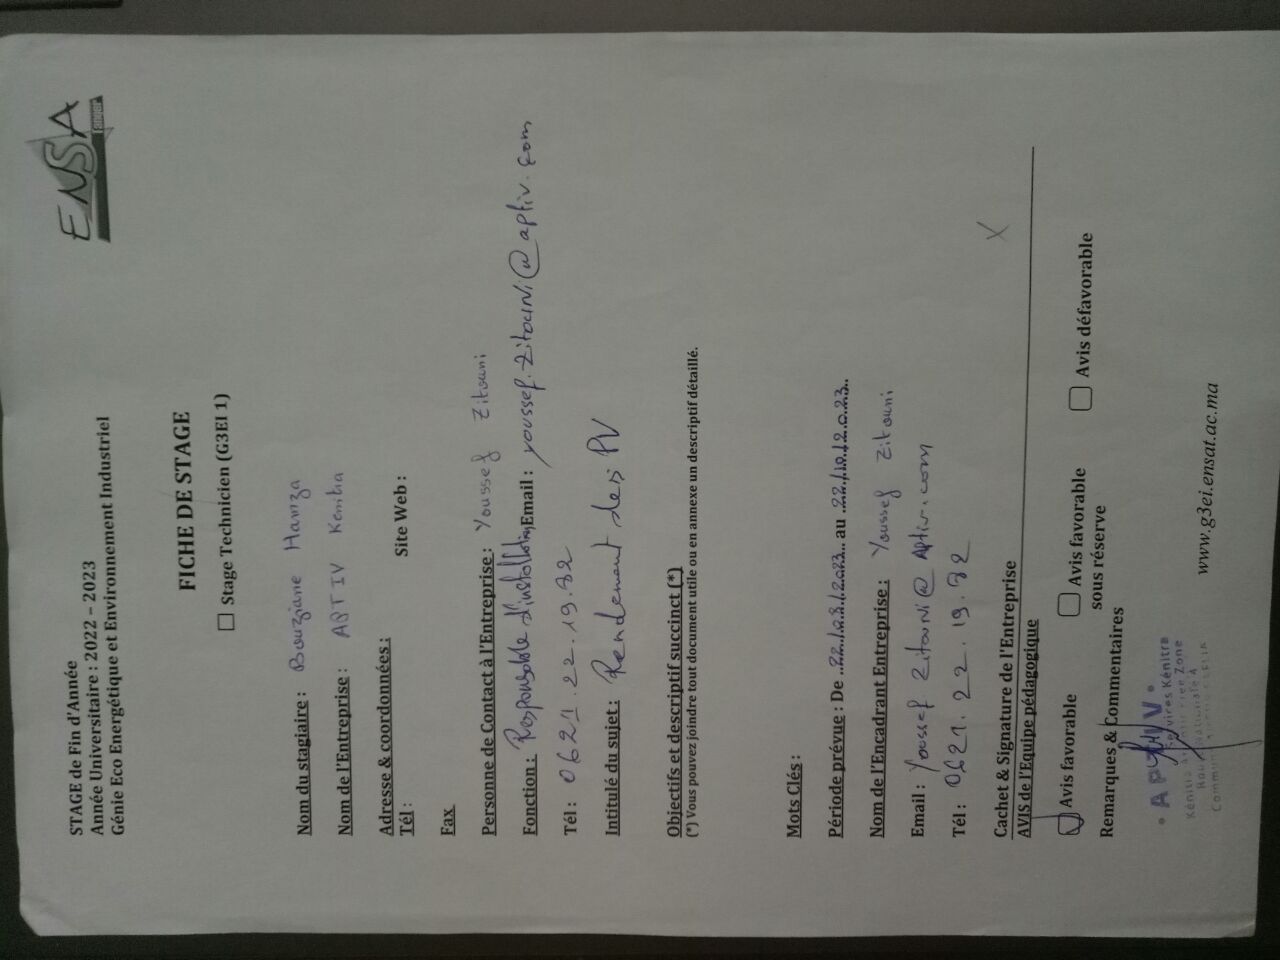 STAGE de Fin d'Année
Année Universitaire : 2022 – 2023
Génie Eco Energétique et Environnement Industriel
ENSA
Tanger
FICHE DE STAGE
☐ Stage Technicien (G3EI 1)
Nom du stagiaire : Bouziane Hamza
Nom de l'Entreprise : APTIV Kenitra
Adresse & coordonnées :
Tél : Site Web :
Fax
Personne de Contact à l'Entreprise : Youssef Zitouni
Fonction : Responsable d'installation Email : youssef.Zitouni@aptiv.com
Tél : 0621.22.19.82
Intitulé du sujet : Rendement des PV
Objectifs et descriptif succinct (*)
(*) Vous pouvez joindre tout document utile ou en annexe un descriptif détaillé.
Mots Clés :
Période prévue : De ..22/08/2023.. au .22/10/2023..
Nom de l'Encadrant Entreprise : Youssef Zitouni
Email : Youssef Zitouni@Aptiv.com
Tél : 0621.22.19.82
X
Cachet & Signature de l'Entreprise
AVIS de l'Equipe pédagogique
Avis favorable ☐ Avis favorable ☐ Avis défavorable
sous réserve
Remarques & Commentaires
• APTIV •
Services Kénitra
Kénitra Free Zone
Nationale 4
Commun
www.g3ei.ensat.ac.ma